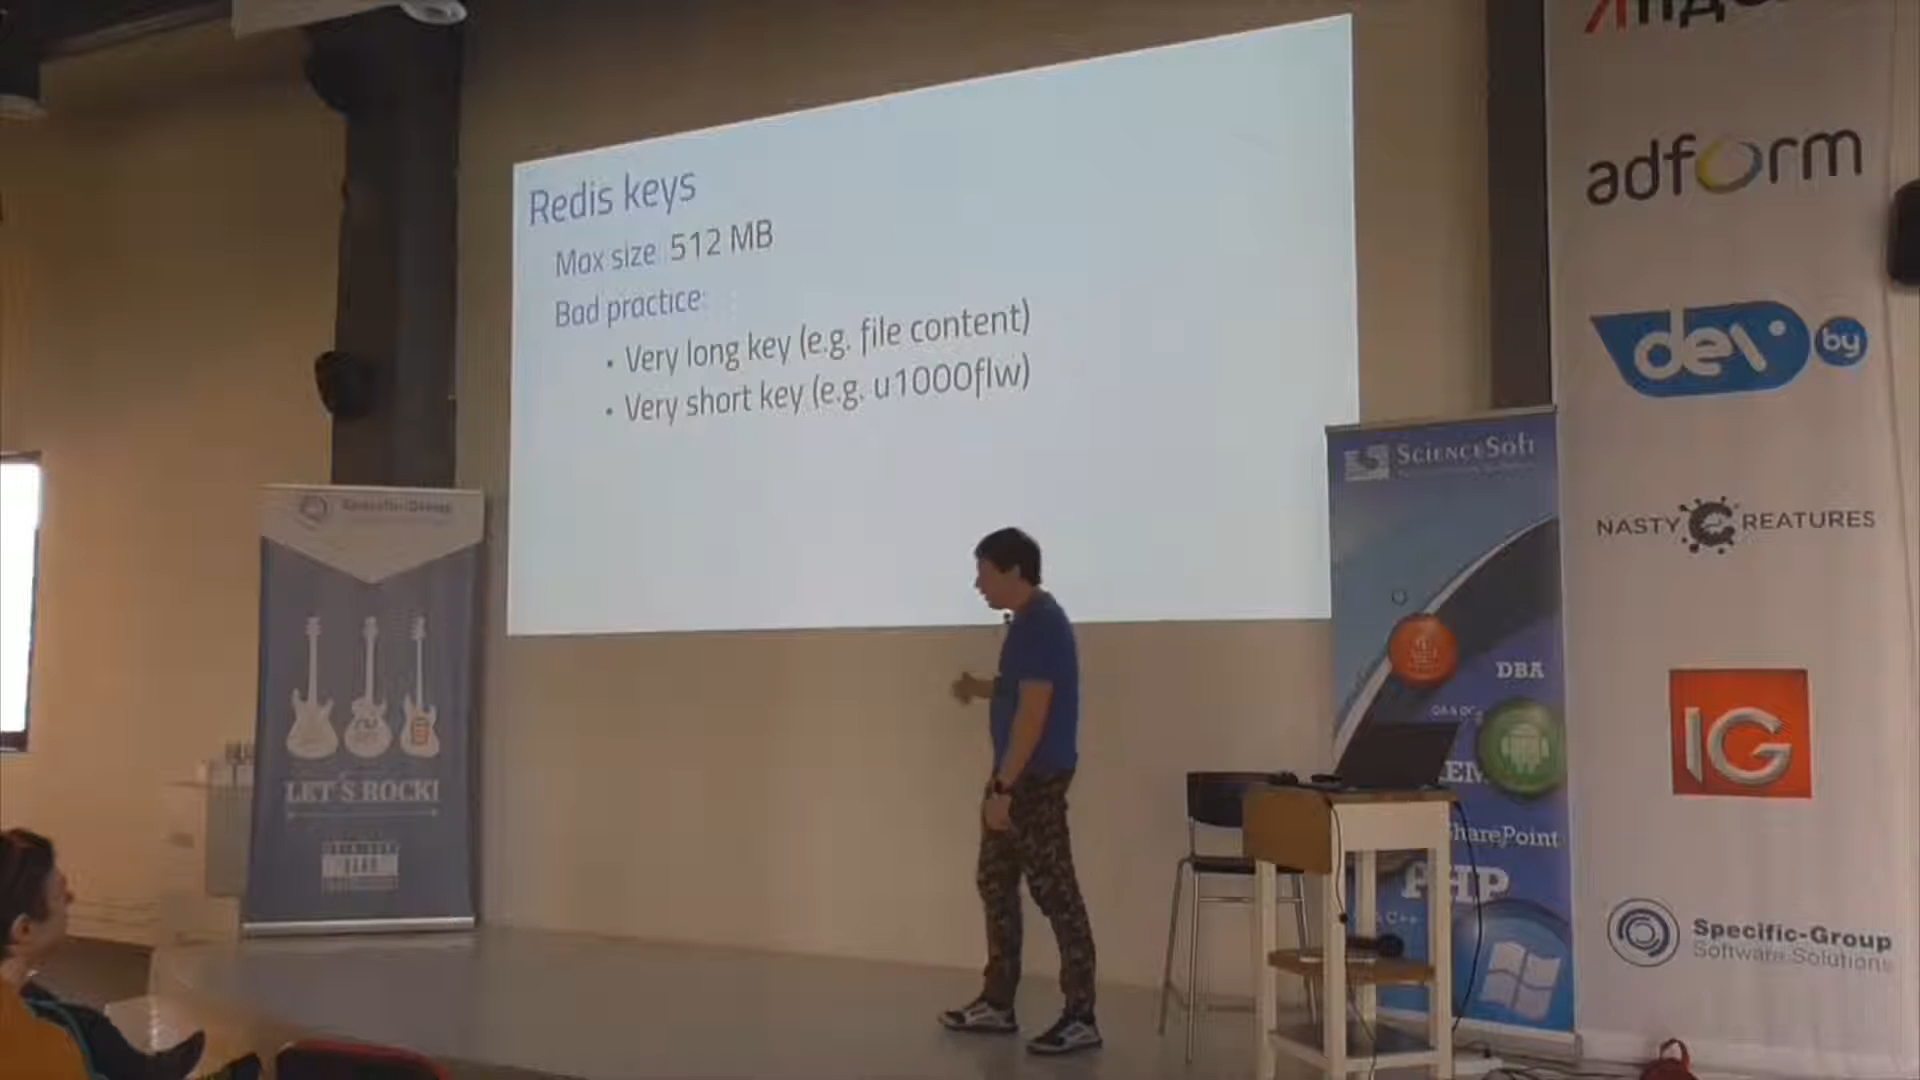 Redis keys
Max size: 512 MB
Bad practice:
• Very long key (e.g. file content)
• Very short key (e.g. u1000flw)
LET'S ROCK!
SCIENCESOFT
DBA
SharePoint
PHP
& C++
adform
dev by
NASTY CREATURES
IG
Specific-Group
Software Solutions